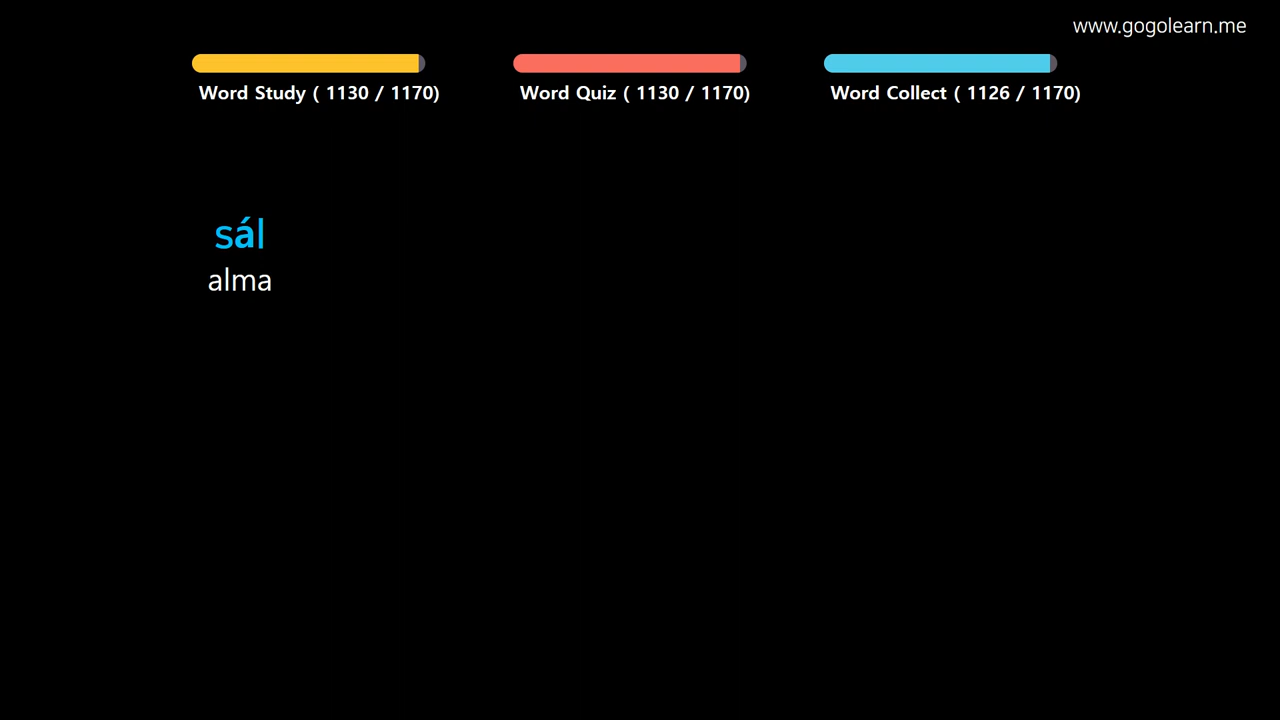 www.gogolearn.me
Word Study ( 1130 / 1170)
Word Quiz ( 1130 / 1170)
Word Collect ( 1126 / 1170)
sál
alma